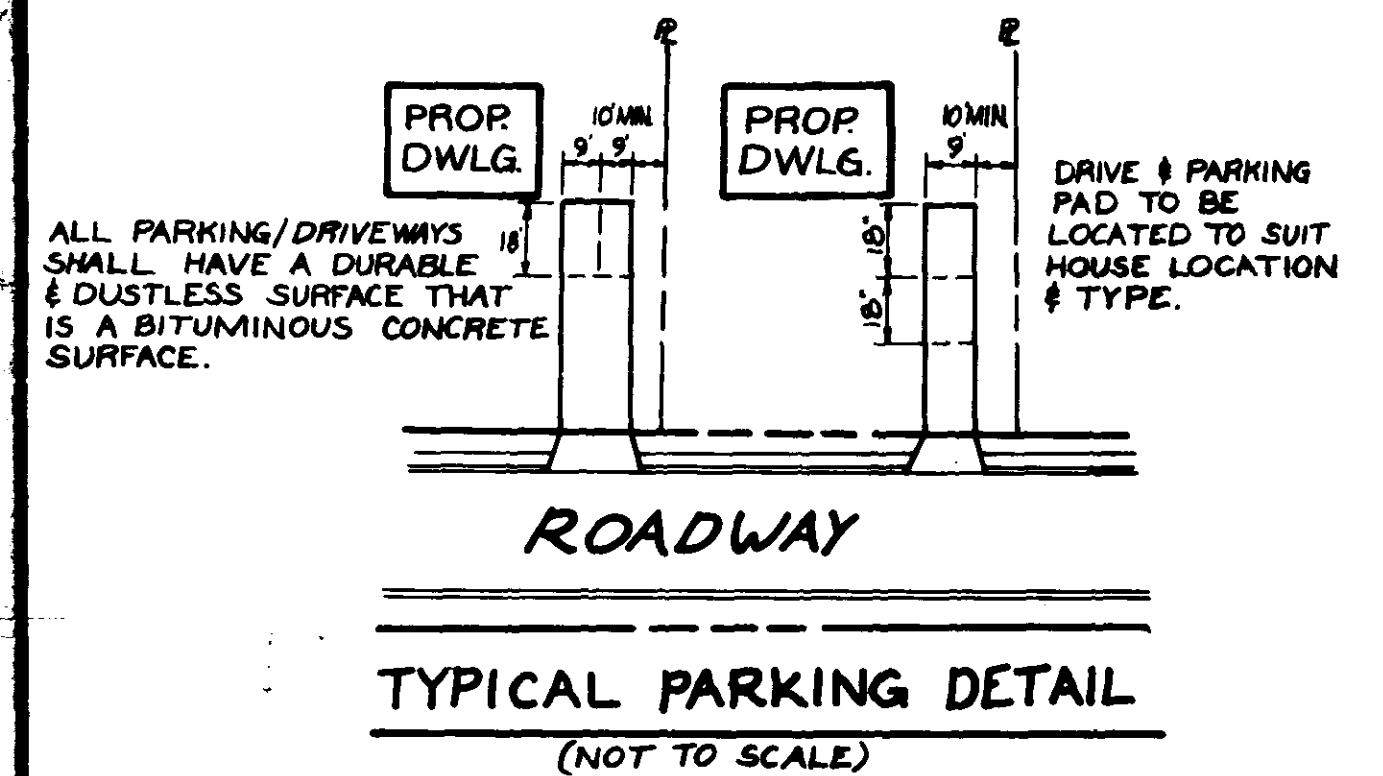 PL
PL
PROP.
DWLG.
10' MIN.
9' 9'
18'
PROP.
DWLG.
10' MIN.
9'
18"
18"
ALL PARKING/DRIVEWAYS
SHALL HAVE A DURABLE
& DUSTLESS SURFACE THAT
IS A BITUMINOUS CONCRETE
SURFACE.
DRIVE & PARKING
PAD TO BE
LOCATED TO SUIT
HOUSE LOCATION
& TYPE.
ROADWAY
TYPICAL PARKING DETAIL
(NOT TO SCALE)